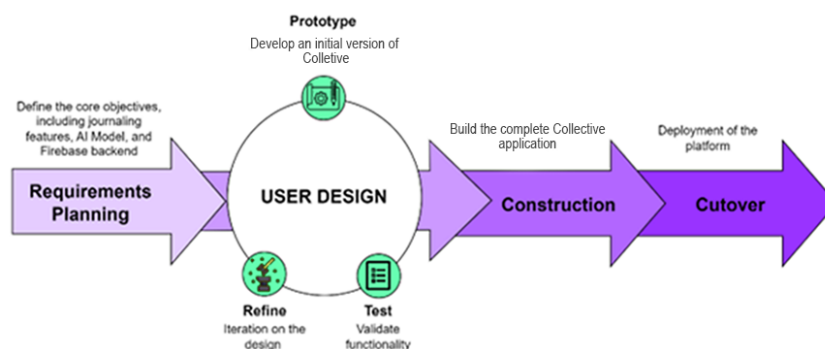 Prototype
Develop an initial version of
Colletive
Define the core objectives,
including journaling
features, AI Model, and
Firebase backend
Requirements
Planning
USER DESIGN
Build the complete Collective
application
Construction
Deployment of the
platform
Cutover
Refine
Iteration on the
design
Test
Validate
functionality